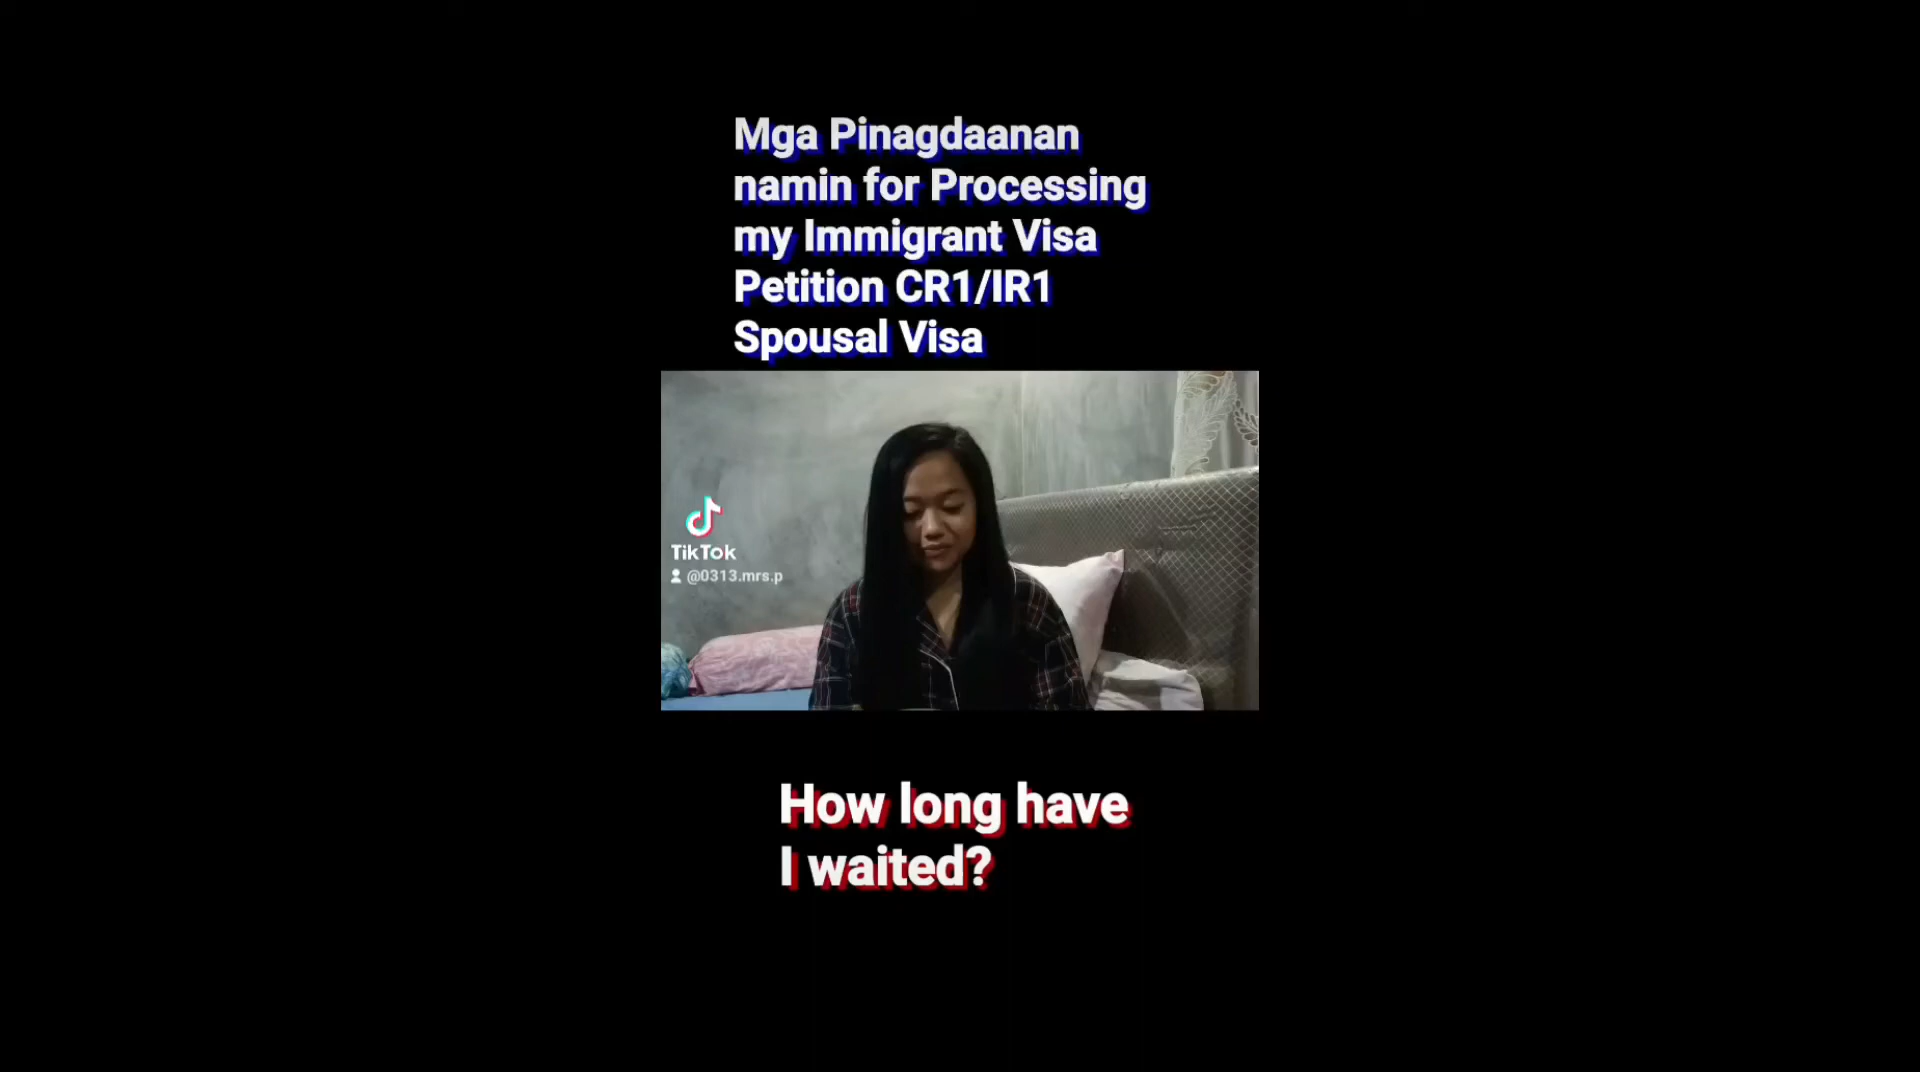 Mga Pinagdaanan
namin for Processing
my Immigrant Visa
Petition CR1/IR1
Spousal Visa
TikTok
@0313.mrs.p
How long have
I waited?